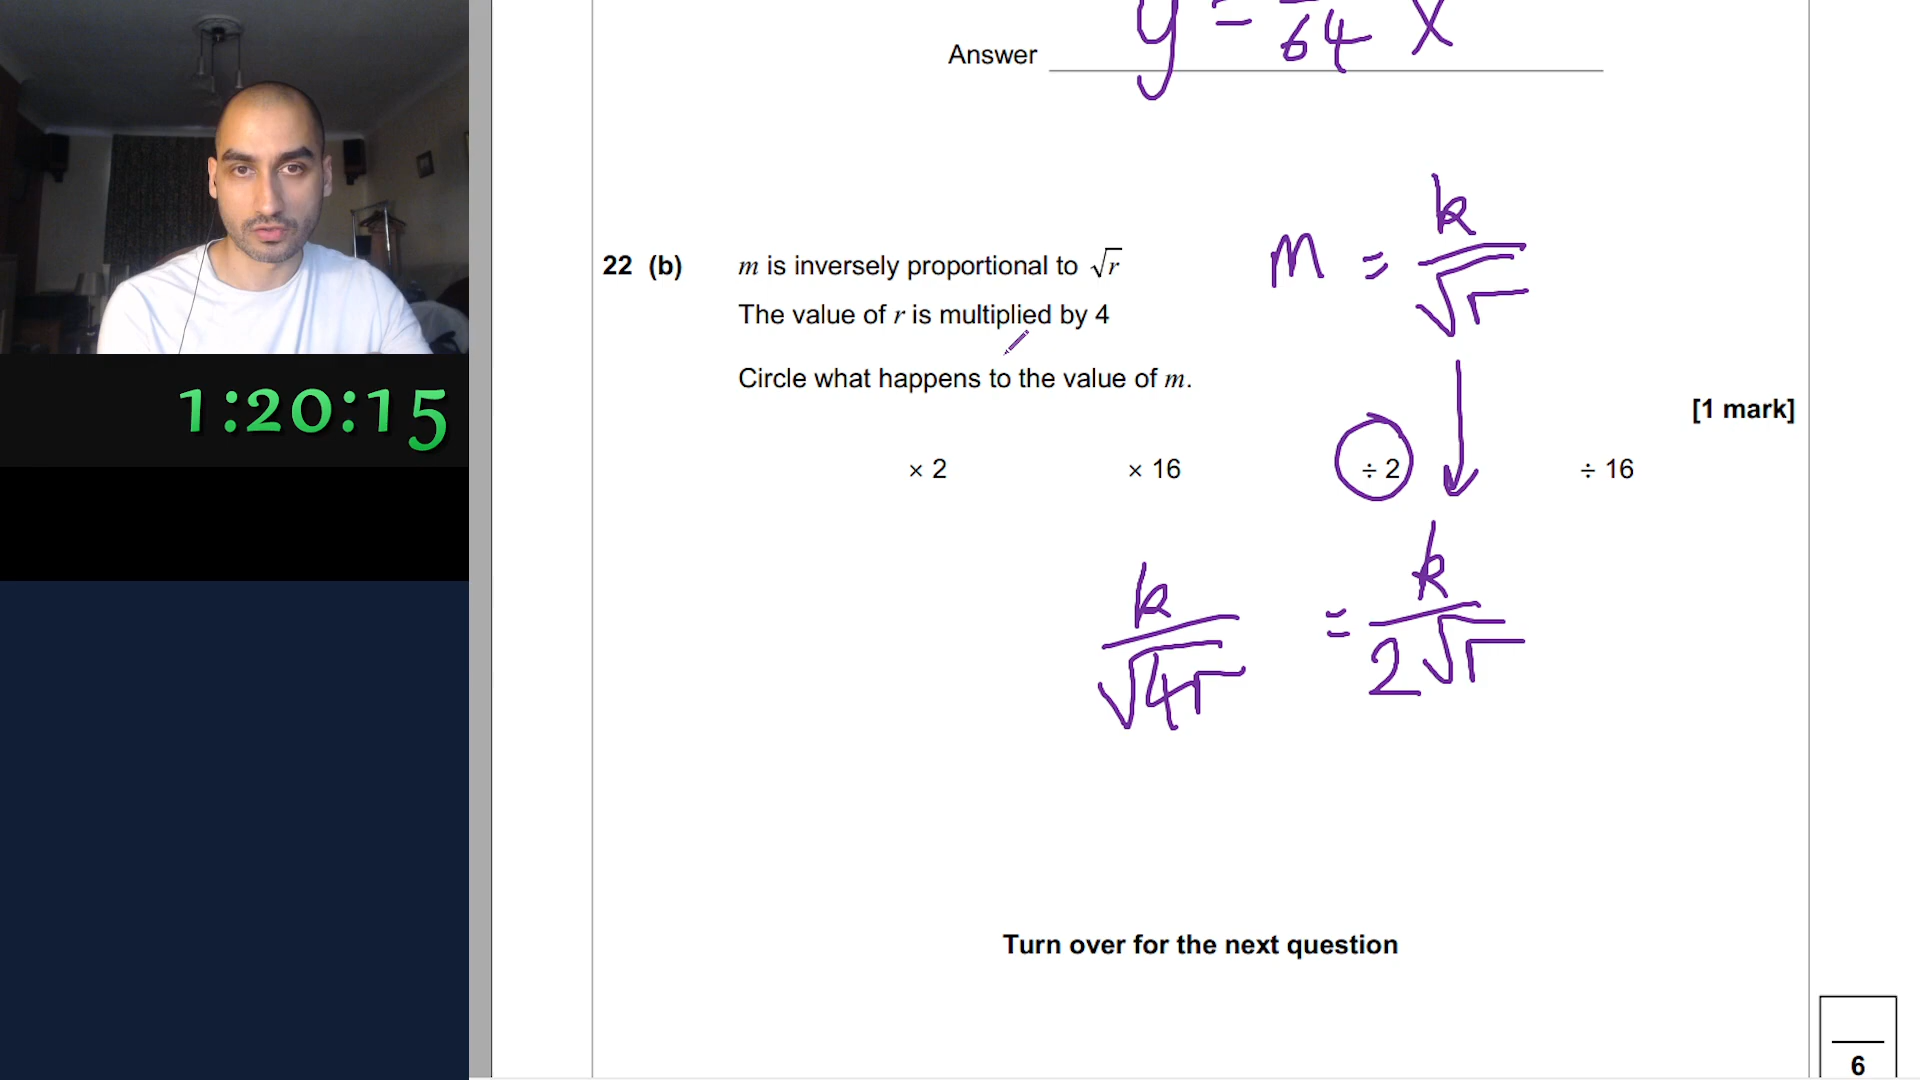 y = 64 x
Answer
1:20:15
22 (b) m is inversely proportional to √r
m = k/√r
The value of r is multiplied by 4
Circle what happens to the value of m.
[1 mark]
× 2 × 16 ÷ 2 ÷ 16
k/√4r = k/2√r
Turn over for the next question
6